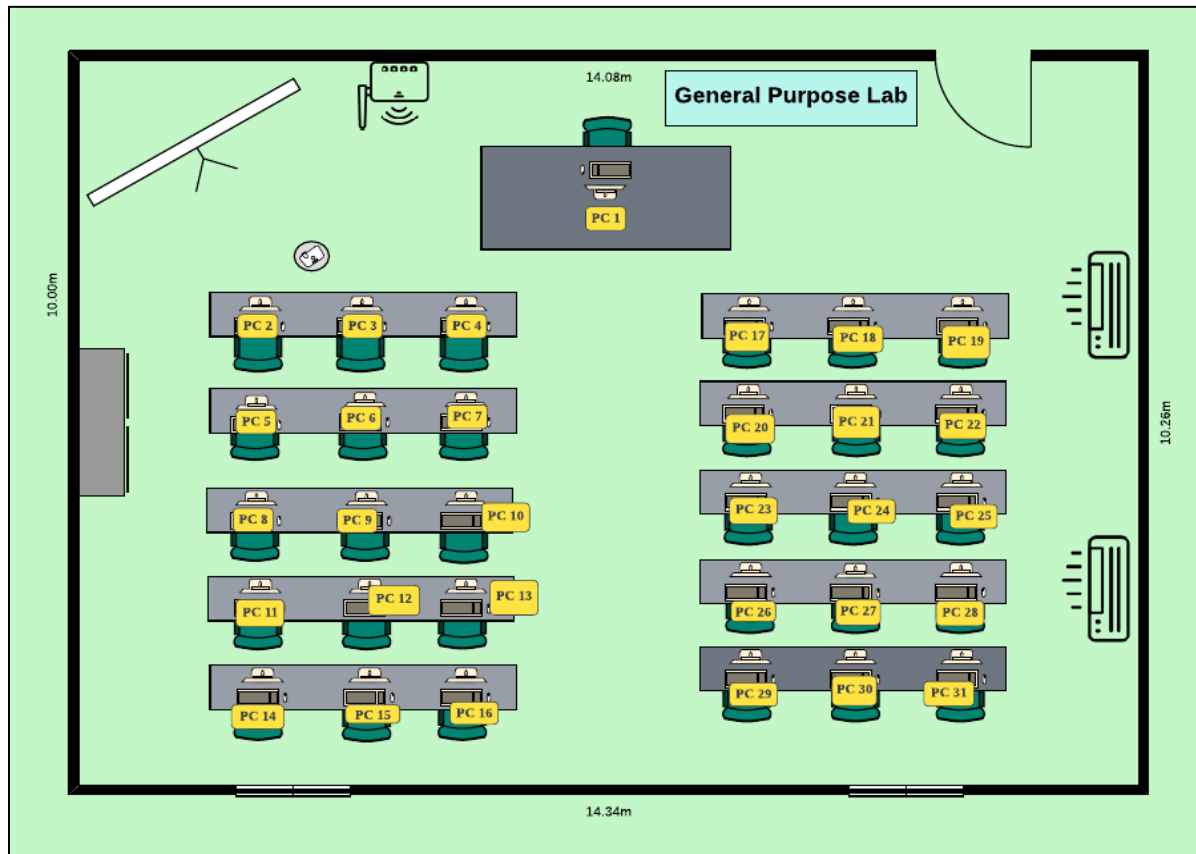 14.08m
General Purpose Lab
PC 1
10.00m
PC 2
PC 3
PC 4
PC 17
PC 18
PC 19
PC 5
PC 6
PC 7
PC 20
PC 21
PC 22
10.26m
PC 8
PC 9
PC 10
PC 23
PC 24
PC 25
PC 11
PC 12
PC 13
PC 26
PC 27
PC 28
PC 14
PC 15
PC 16
PC 29
PC 30
PC 31
14.34m